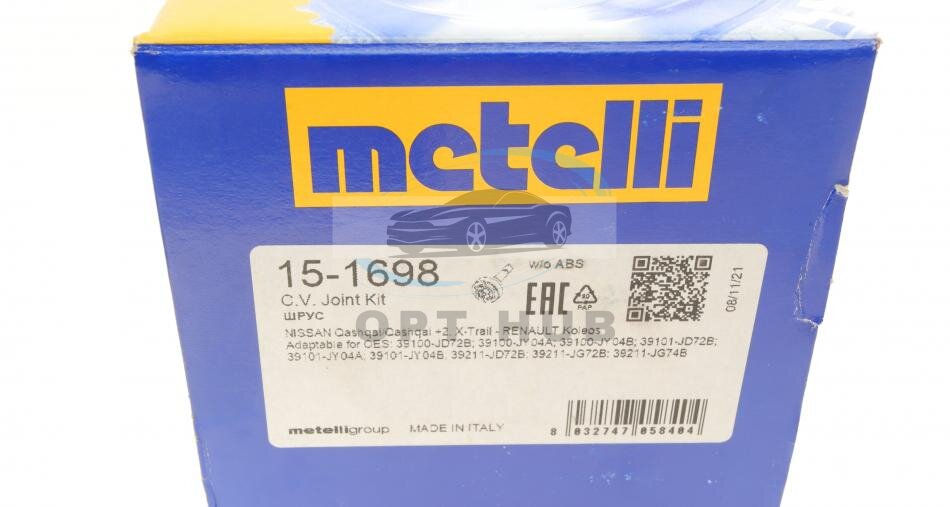 metelli
15-1698
w/o ABS
C.V. Joint Kit
ШРУС
EAC
20
PAP
08/11/21
NISSAN Qashqai/Qashqai +2, X-Trail - RENAULT Koleos
Adaptable for OES: 39100-JD72B; 39100-JY04A; 39100-JY04B; 39101-JD72B;
39101-JY04A; 39101-JY04B; 39211-JD72B; 39211-JG72B; 39211-JG74B
OPT HUB
metelligroup MADE IN ITALY
8 032747 058404